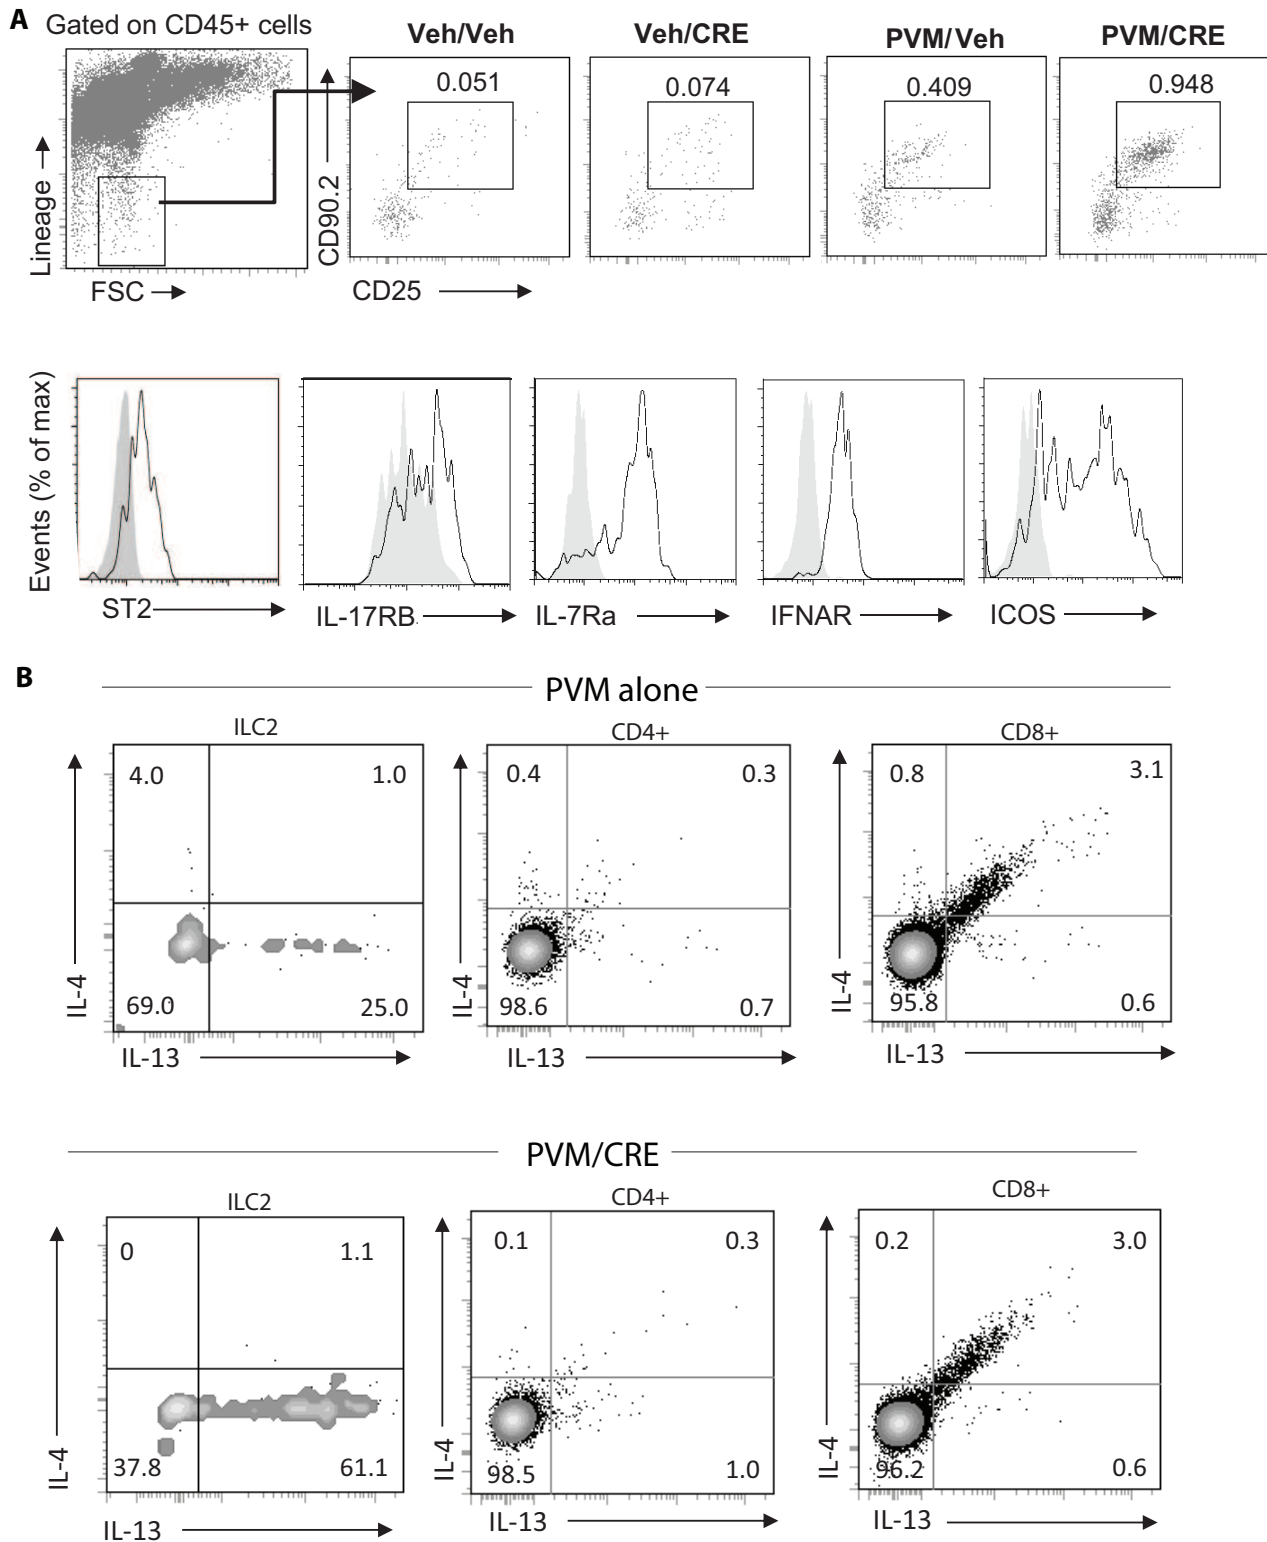 A
Gated on CD45+ cells
Veh/Veh
Veh/CRE
PVM/Veh
PVM/CRE
0.051
0.074
0.409
0.948
Lineage
FSC
CD90.2
CD25
Events (% of max)
ST2
IL-17RB
IL-7Ra
IFNAR
ICOS
B
PVM alone
ILC2
CD4+
CD8+
4.0
1.0
0.4
0.3
0.8
3.1
IL-4
IL-4
IL-4
69.0
25.0
98.6
0.7
95.8
0.6
IL-13
IL-13
IL-13
PVM/CRE
ILC2
CD4+
CD8+
0
1.1
0.1
0.3
0.2
3.0
IL-4
IL-4
IL-4
37.8
61.1
98.5
1.0
96.2
0.6
IL-13
IL-13
IL-13